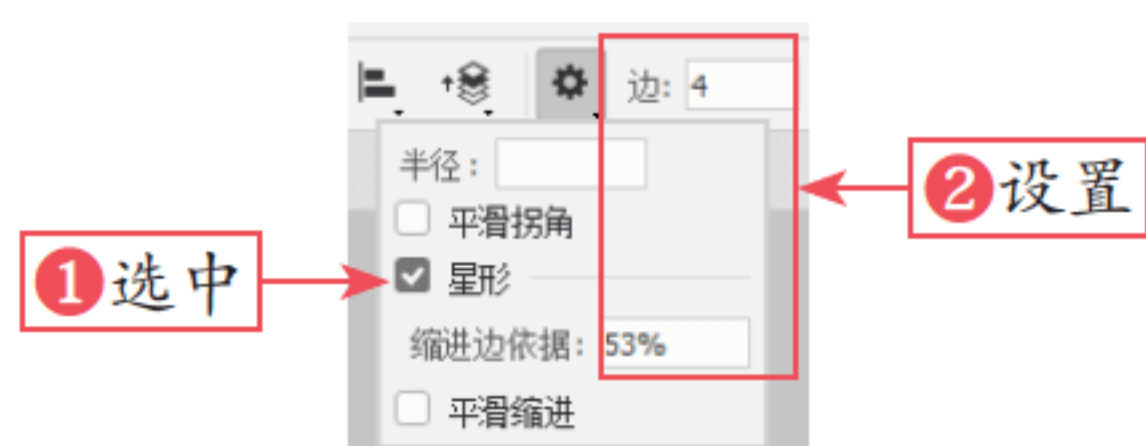 边: 4
半径:
平滑拐角
❷设置
❶选中
星形
缩进边依据: 53%
平滑缩进